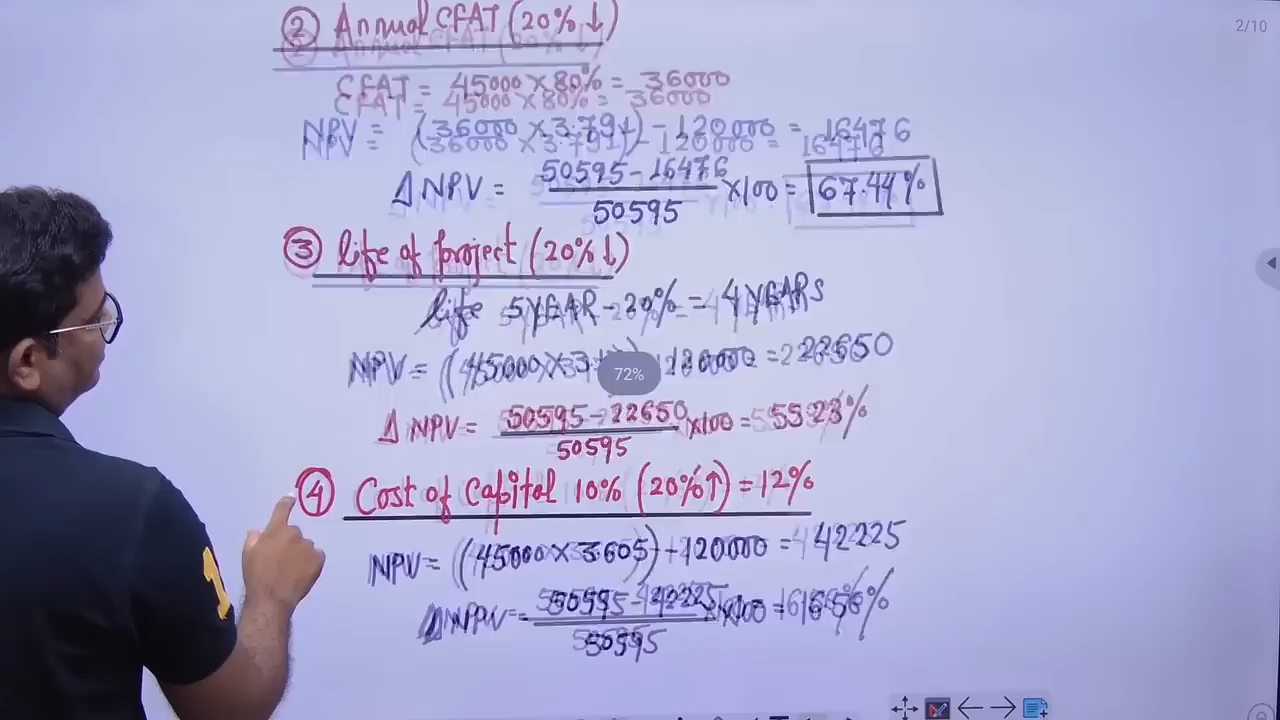 2/10
② Annual CFAT (20% ↓)
CFAT = 45000 × 80% = 36000
NPV = (36000 × 3.791) - 120000 = 16476
Δ NPV = 50595 - 16476 / 50595 × 100 = 67.44%
③ life of project (20% ↓)
life 5 YEAR - 20% = 4 YEARS
NPV = (45000 × 3 120000 = 22650
72%
Δ NPV = 50595 - 22650 / 50595 × 100 = 55.23%
④ Cost of Capital 10% (20% ↑) = 12%
NPV = (45000 × 3.605) - 120000 = 42225
Δ NPV = 50595 - 42225 / 50595 × 100 = 16.56%
1